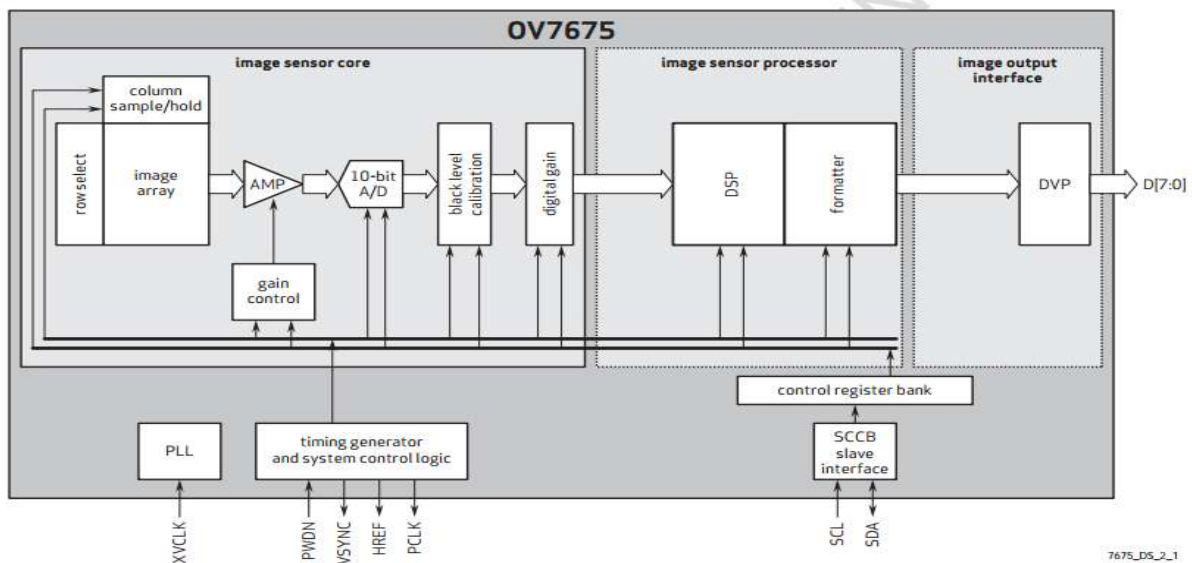 OV7675
image sensor core
image sensor processor
image output
interface
column
sample/hold
row select
image
array
AMP
10-bit
A/D
black level
calibration
digital gain
DSP
formatter
DVP
D[7:0]
gain
control
control register bank
PLL
timing generator
and system control logic
SCCB
slave
interface
XVCLK
PWDN
VSYNC
HREF
PCLK
SCL
SDA
7675_DS_2_1